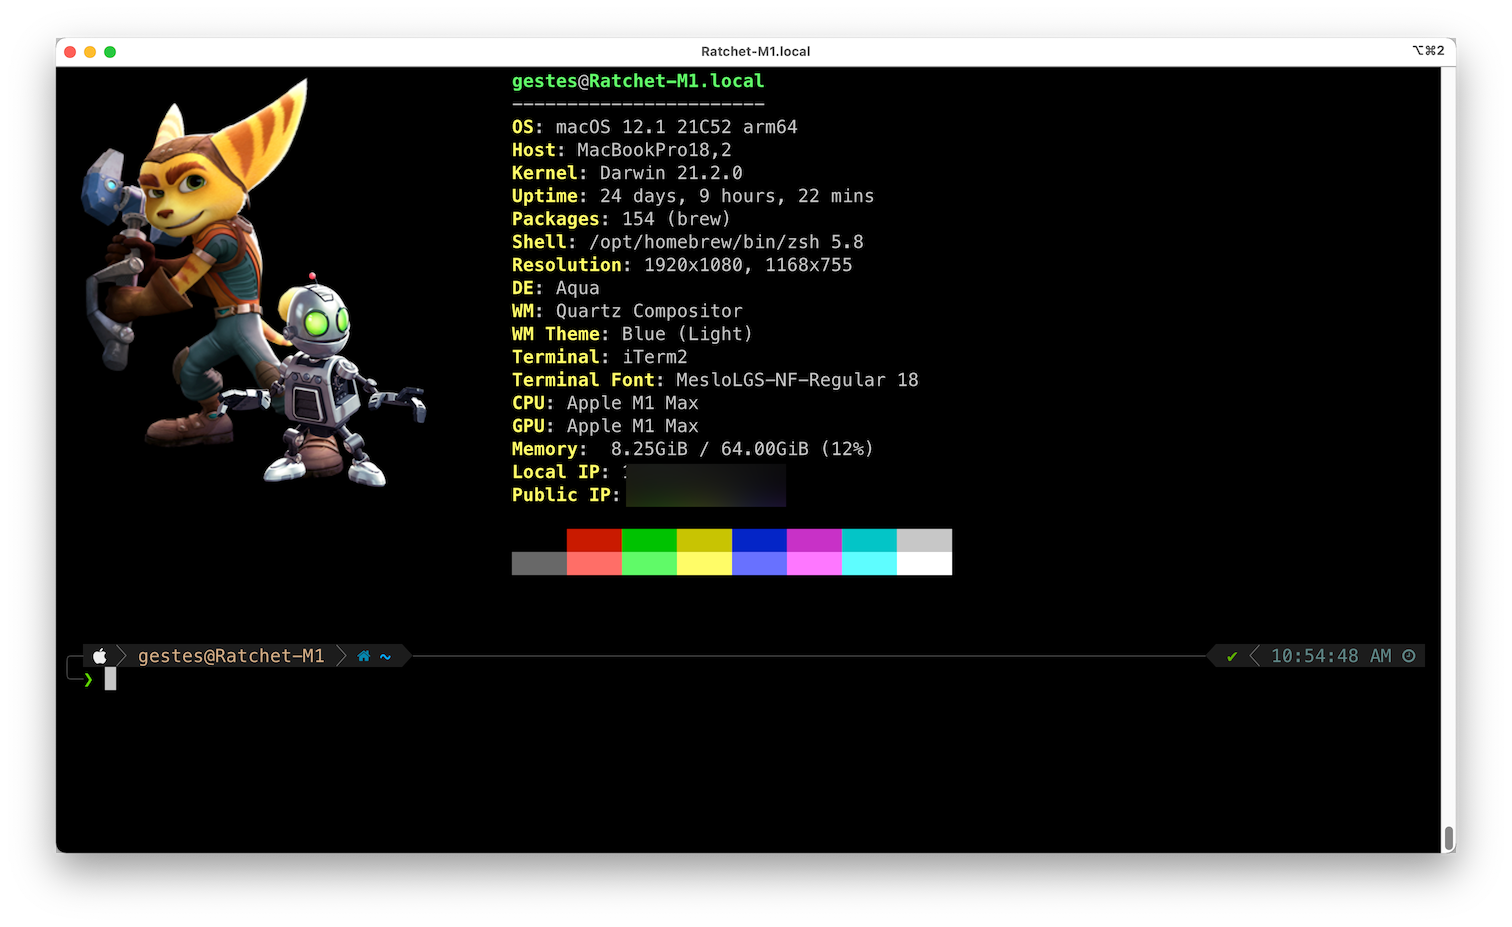 Ratchet-M1.local
⌥⌘2
gestes@Ratchet-M1.local
-----------------------
OS: macOS 12.1 21C52 arm64
Host: MacBookPro18,2
Kernel: Darwin 21.2.0
Uptime: 24 days, 9 hours, 22 mins
Packages: 154 (brew)
Shell: /opt/homebrew/bin/zsh 5.8
Resolution: 1920x1080, 1168x755
DE: Aqua
WM: Quartz Compositor
WM Theme: Blue (Light)
Terminal: iTerm2
Terminal Font: MesloLGS-NF-Regular 18
CPU: Apple M1 Max
GPU: Apple M1 Max
Memory: 8.25GiB / 64.00GiB (12%)
Local IP:
Public IP:
gestes@Ratchet-M1 ~ ✔ 10:54:48 AM
❯